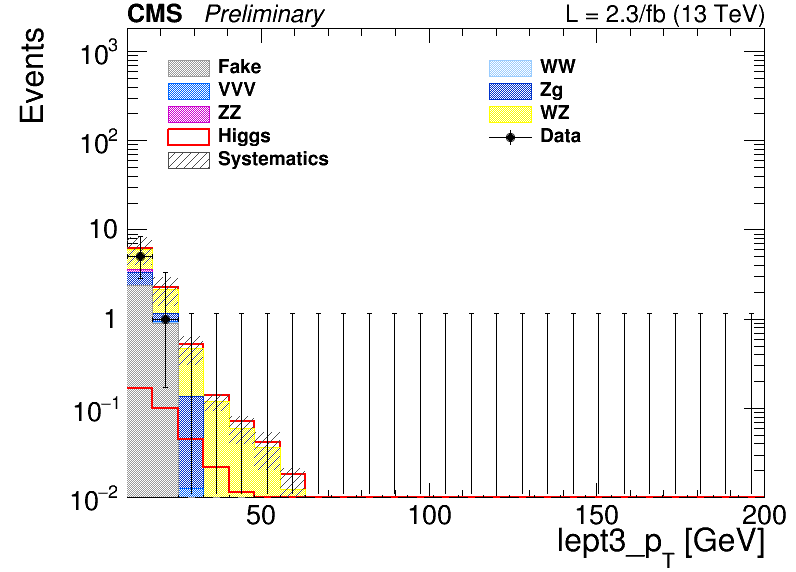 CMS Preliminary L = 2.3/fb (13 TeV)
Events
Fake
VVV
ZZ
Higgs
Systematics
WW
Zg
WZ
Data
10³
10²
10
1
10⁻¹
10⁻²
50 100 150 200
lept3_p_T [GeV]